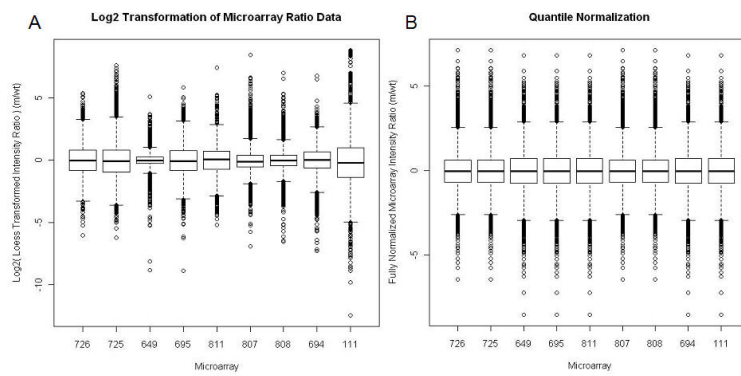 A
Log2 Transformation of Microarray Ratio Data
Log2( Loess Transformed Intensity Ratio ) (m/wt)
5
0
-5
-10
726 725 649 695 811 807 808 694 111
Microarray
B
Quantile Normalization
Fully Normalized Microarray Intensity Ratio (m/wt)
5
0
-5
726 725 649 695 811 807 808 694 111
Microarray